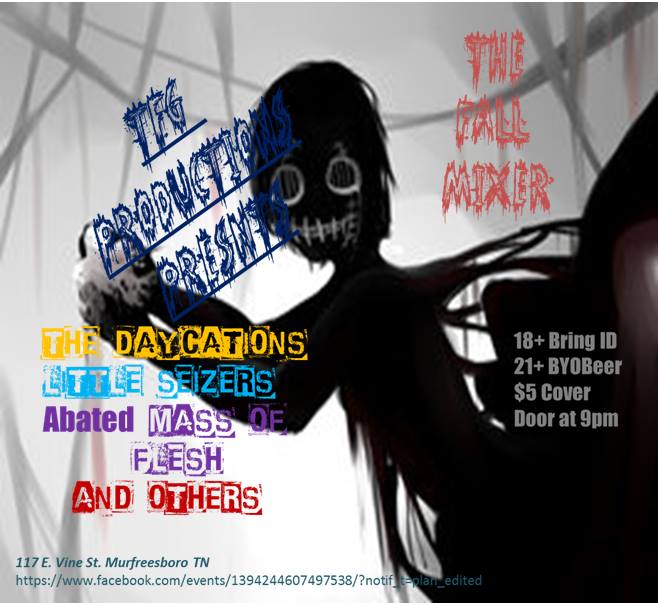 TFG
PRODUCTIONS
PRESNTS
THE
FALL
MIXER
THE DAYCATIONS
LITTLE SEIZERS
Abated MASS OF
FLESH
AND OTHERS
18+ Bring ID
21+ BYOBeer
$5 Cover
Door at 9pm
117 E. Vine St. Murfreesboro TN
https://www.facebook.com/events/1394244607497538/?notif_t=plan_edited